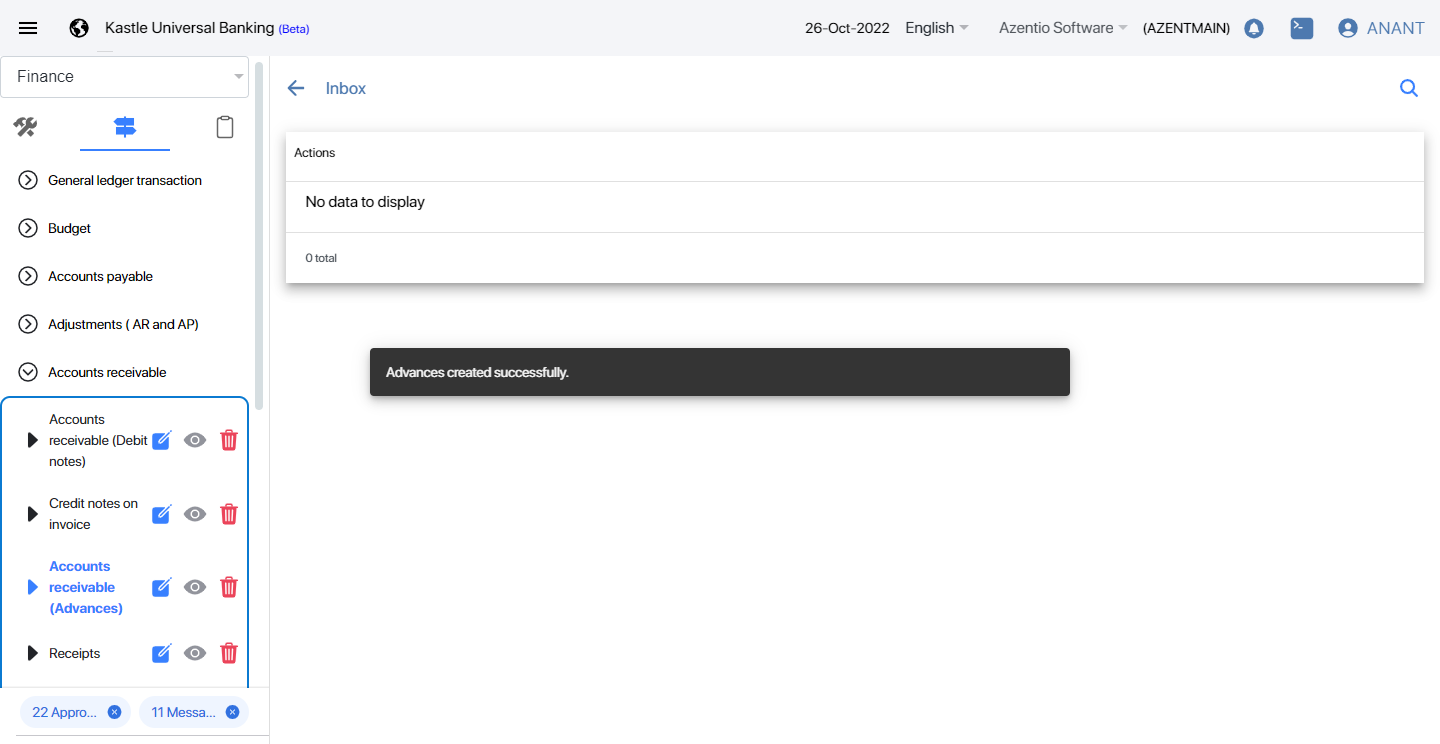 Kastle Universal Banking (Beta)
26-Oct-2022
English
Azentio Software
(AZENTMAIN)
ANANT
Finance
General ledger transaction
Budget
Accounts payable
Adjustments ( AR and AP)
Accounts receivable
Accounts
receivable (Debit
notes)
Credit notes on
invoice
Accounts
receivable
(Advances)
Receipts
22 Appro...
11 Messa...
Inbox
Actions
No data to display
0 total
Advances created successfully.